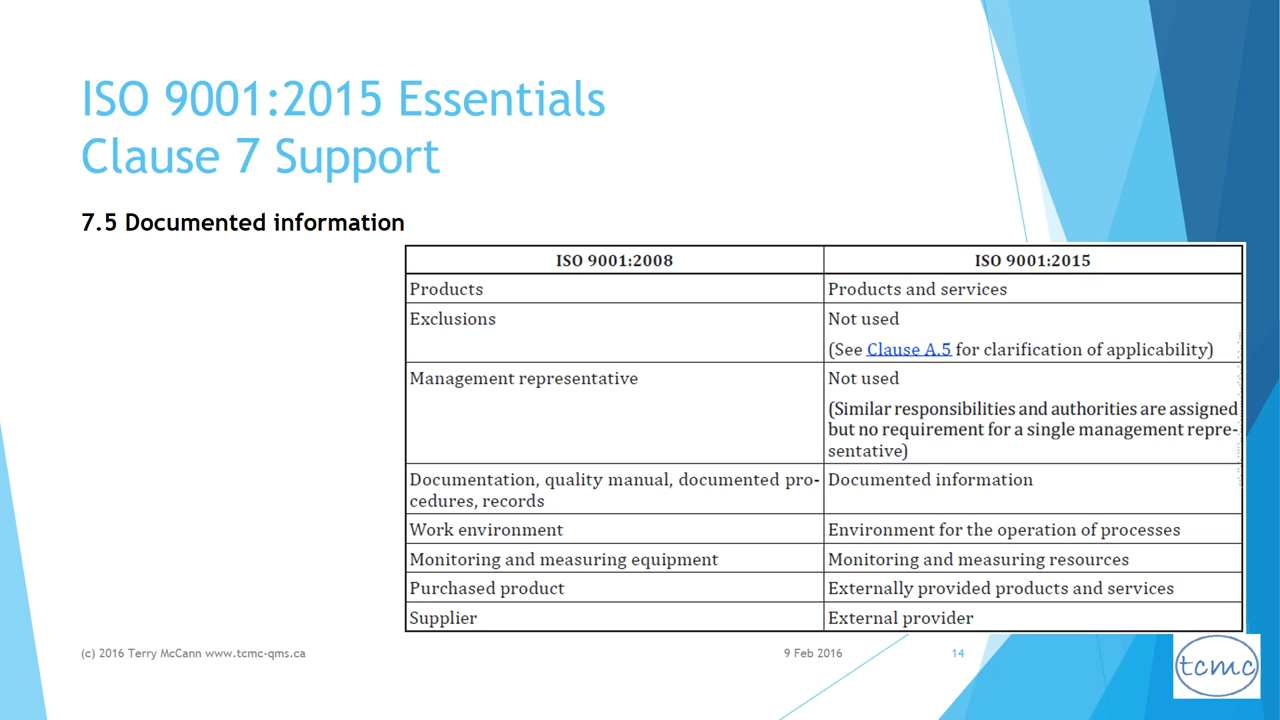 ISO 9001:2015 Essentials
Clause 7 Support
7.5 Documented information
ISO 9001:2008 ISO 9001:2015
Products Products and services
Exclusions Not used
(See Clause A.5 for clarification of applicability)
Management representative Not used
(Similar responsibilities and authorities are assigned
but no requirement for a single management repre-
sentative)
Documentation, quality manual, documented pro- Documented information
cedures, records
Work environment Environment for the operation of processes
Monitoring and measuring equipment Monitoring and measuring resources
Purchased product Externally provided products and services
Supplier External provider
(c) 2016 Terry McCann www.tcmc-qms.ca 9 Feb 2016 14
tcmc